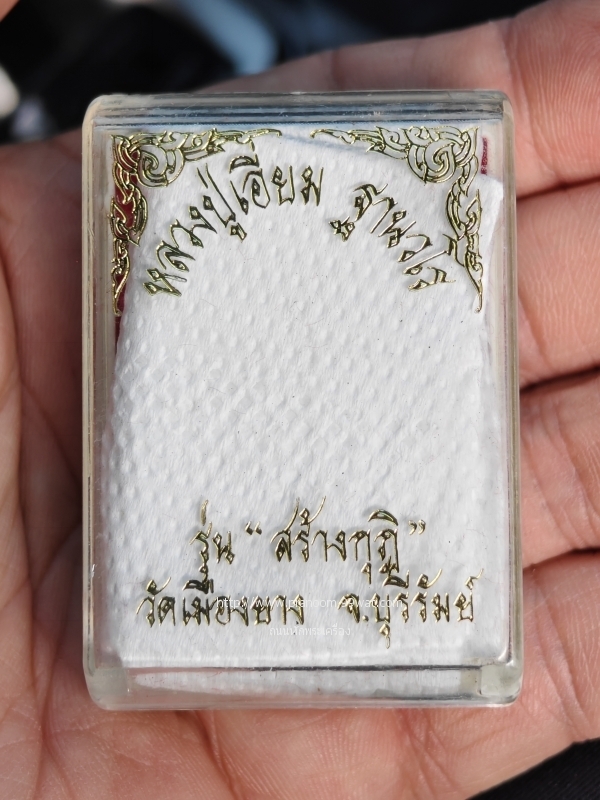 หลวงปู่เอี่ยม ฐานวโร
รุ่น “ สร้างกุฏิ ”
วัดเมืองยาง จ.บุรีรัมย์